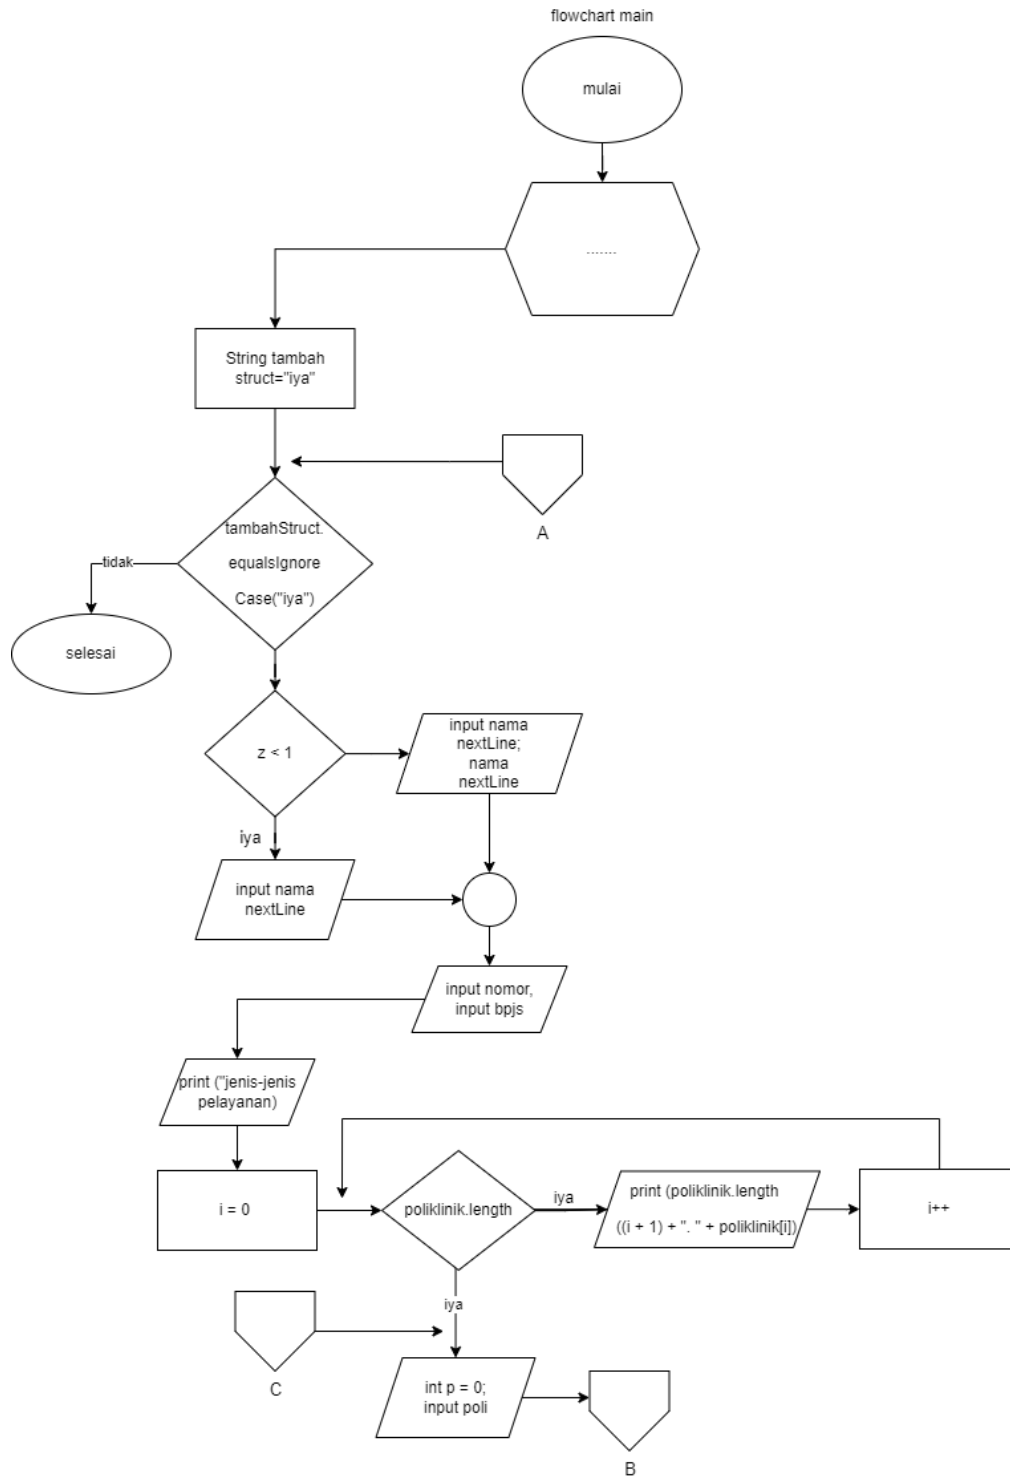 flowchart main
mulai
.......
String tambah
struct="iya"
A
tambahStruct.
equalsIgnore
Case("iya")
tidak
selesai
z < 1
input nama
nextLine;
nama
nextLine
iya
input nama
nextLine
input nomor,
input bpjs
print ("jenis-jenis
pelayanan)
i = 0
poliklinik.length
iya
print (poliklinik.length
((i + 1) + ". " + poliklinik[i])
i++
iya
C
int p = 0;
input poli
B